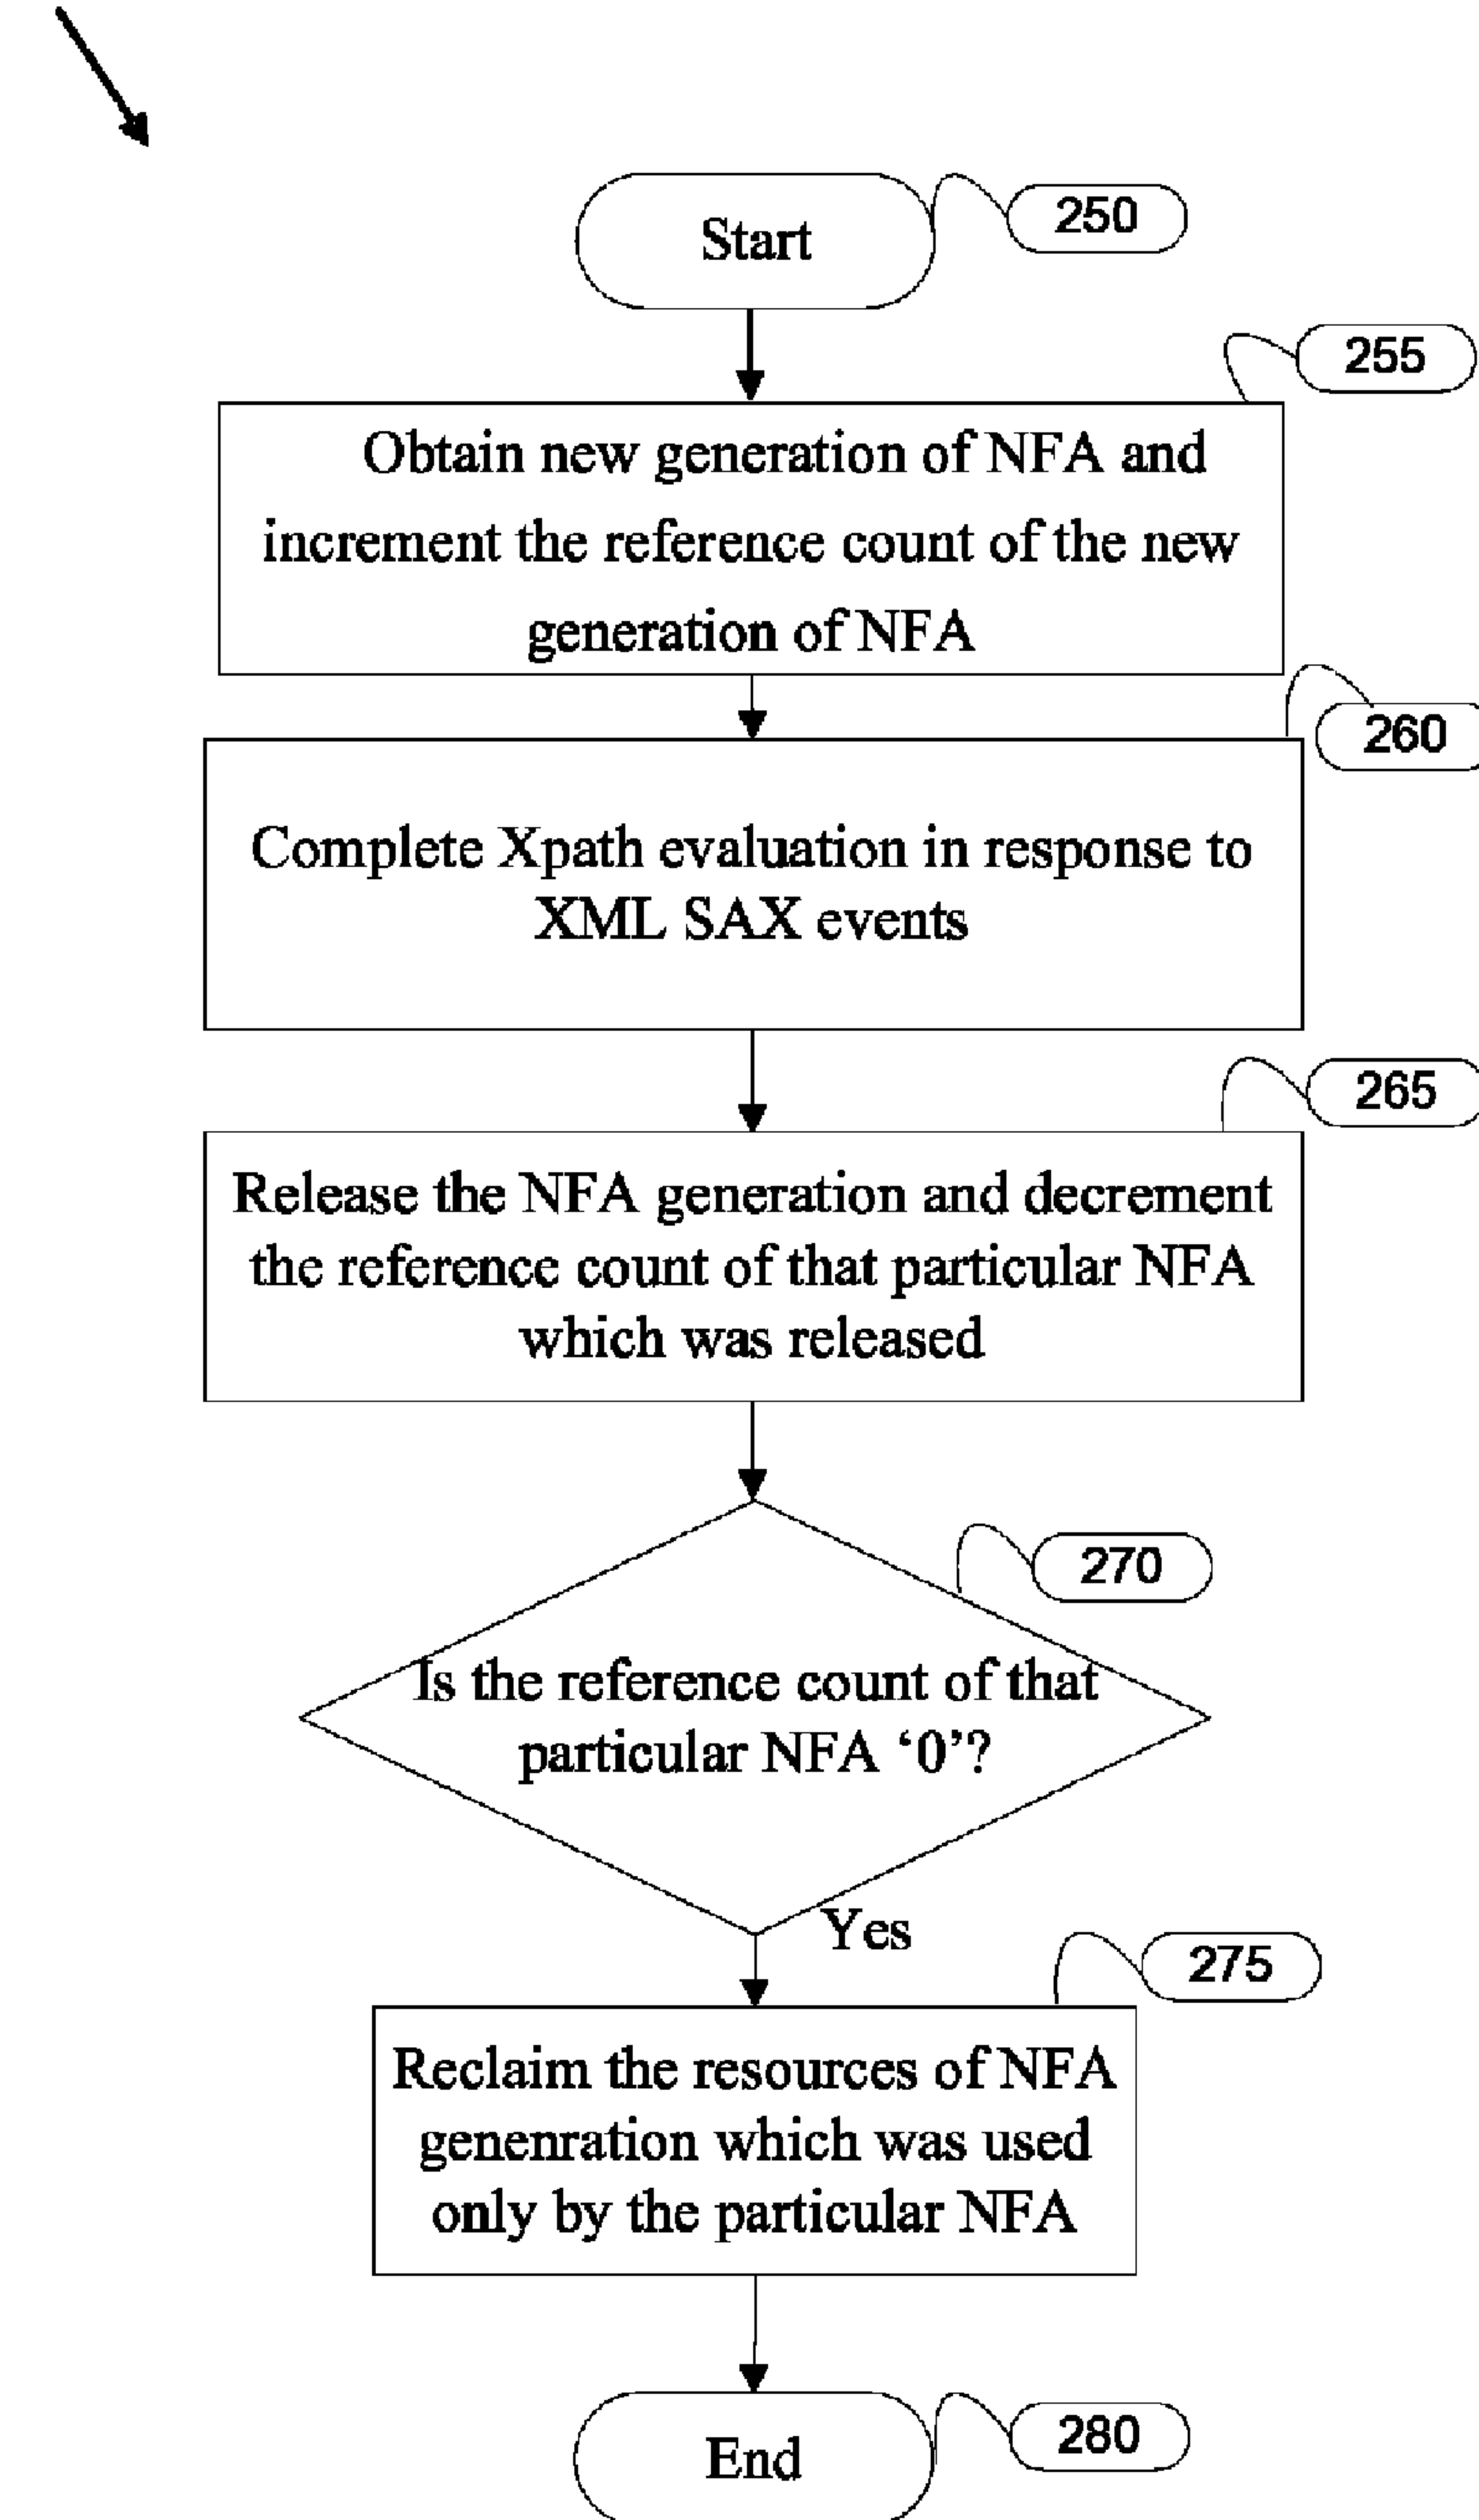 Start
250
255
Obtain new generation of NFA and
increment the reference count of the new
generation of NFA
260
Complete Xpath evaluation in response to
XML SAX events
265
Release the NFA generation and decrement
the reference count of that particular NFA
which was released
270
Is the reference count of that
particular NFA ‘0’?
Yes
275
Reclaim the resources of NFA
genenration which was used
only by the particular NFA
End
280